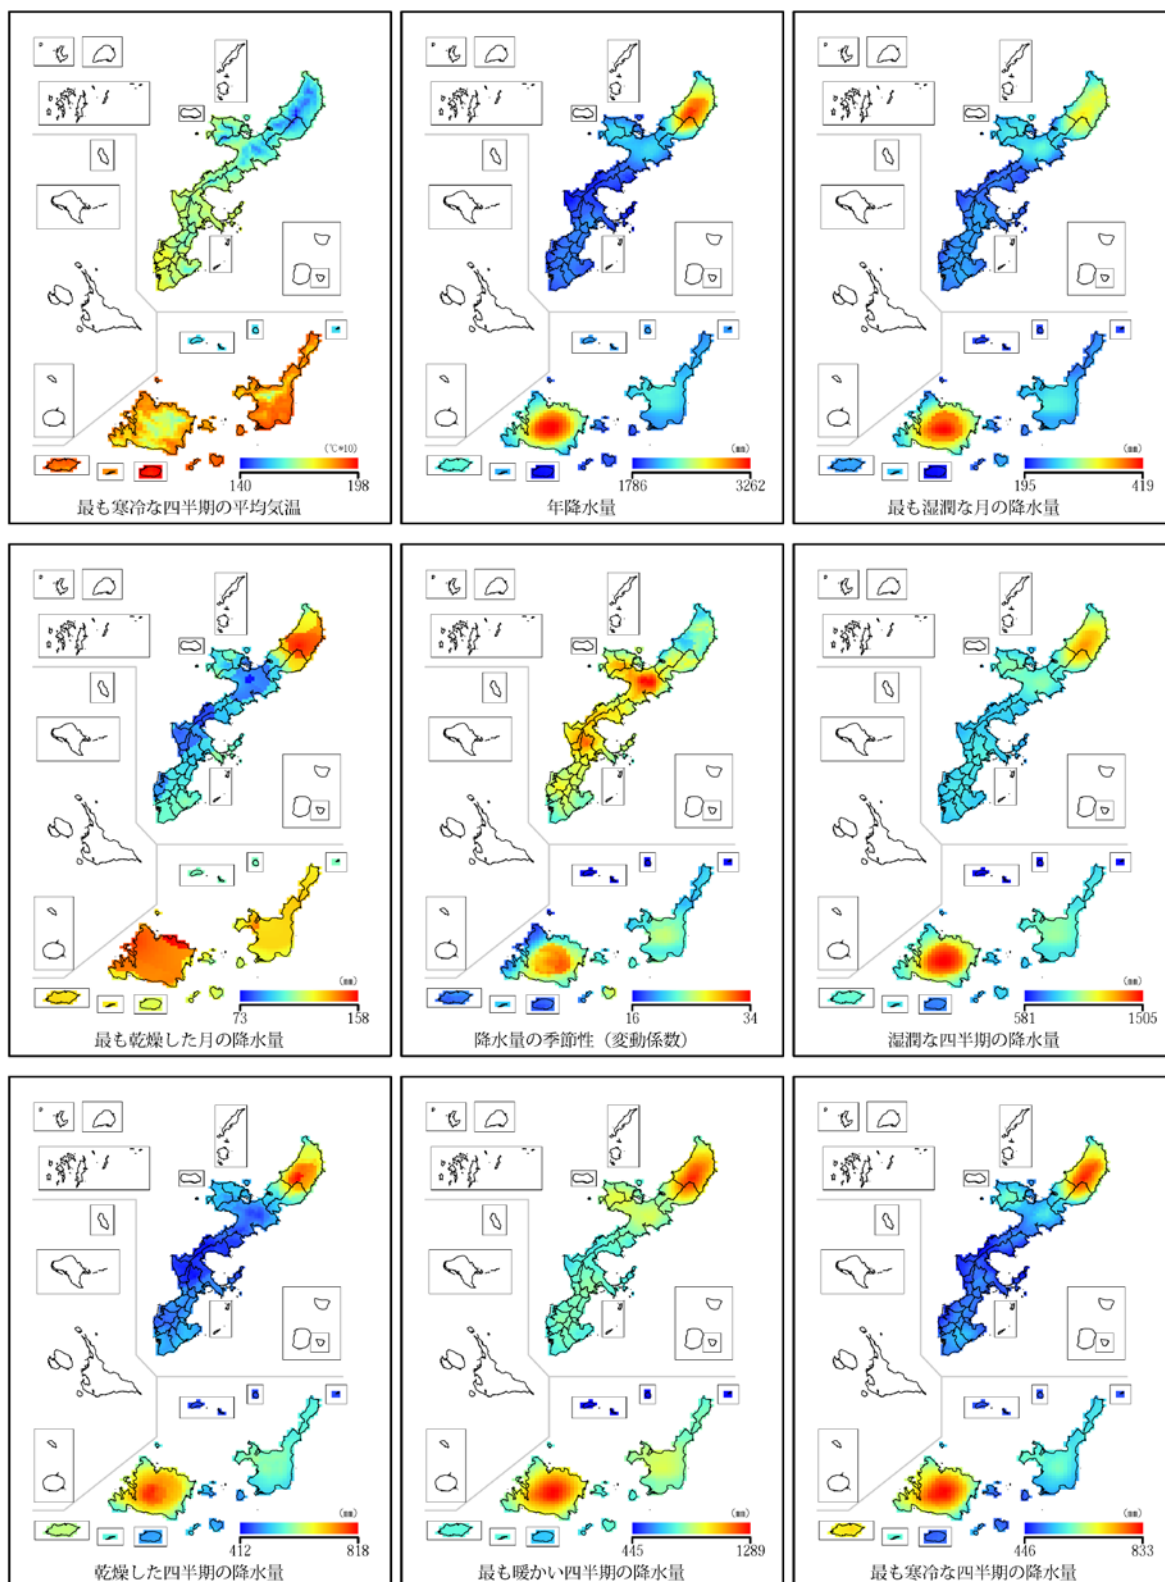 (℃*10)
140 198
最も寒冷な四半期の平均気温
(mm)
1786 3262
年降水量
(mm)
195 419
最も湿潤な月の降水量
(mm)
73 158
最も乾燥した月の降水量
16 34
降水量の季節性（変動係数）
(mm)
581 1505
湿潤な四半期の降水量
(mm)
412 818
乾燥した四半期の降水量
(mm)
445 1289
最も暖かい四半期の降水量
(mm)
446 833
最も寒冷な四半期の降水量